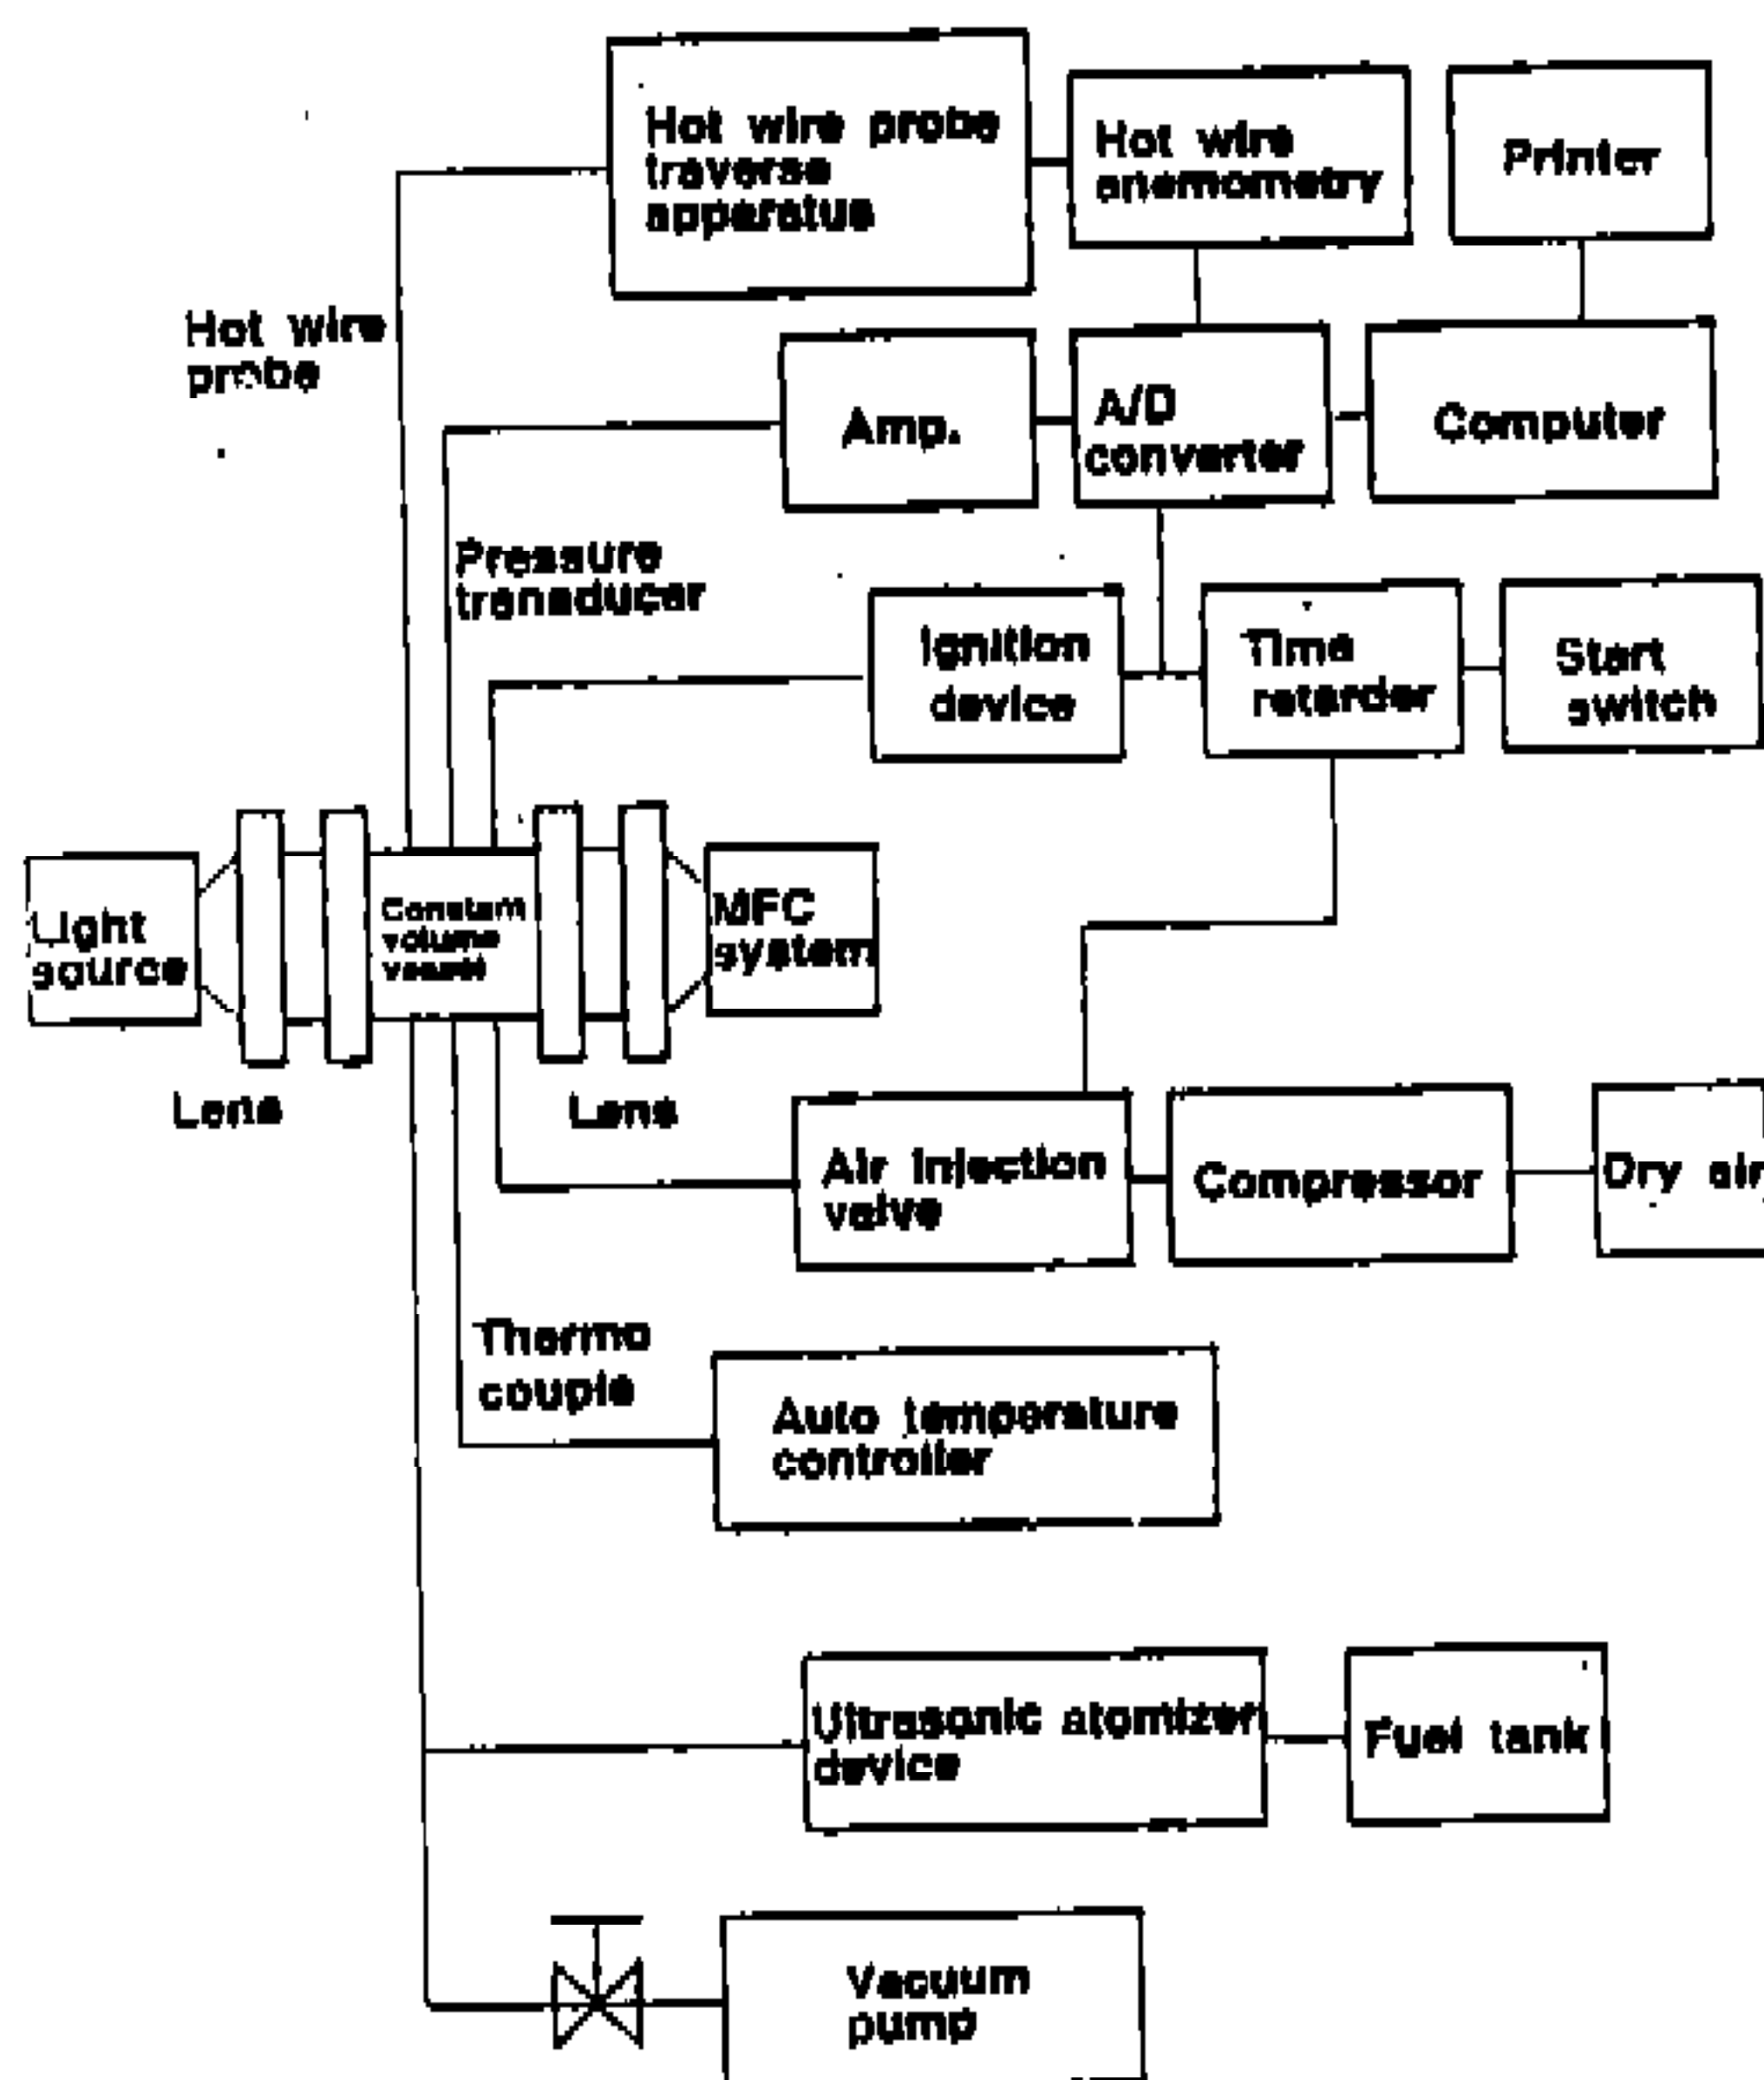 Hot wire probe
traverse
apparatus
Hot wire
anemometry
Printer
Hot wire
probe
Amp.
A/D
converter
Computer
Pressure
transducer
Ignition
device
Time
retarder
Start
switch
Light
source
Constant
volume
vessel
MFC
system
Lens
Lens
Air injection
valve
Compressor
Dry air
Thermo
couple
Auto temperature
controller
Ultrasonic atomizer
device
Fuel tank
Vacuum
pump